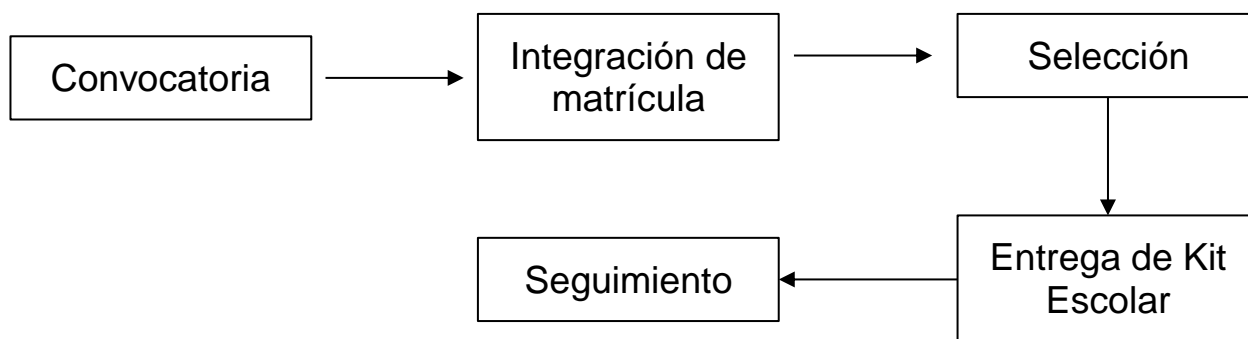 Convocatoria
Integración de
matrícula
Selección
Entrega de Kit
Escolar
Seguimiento